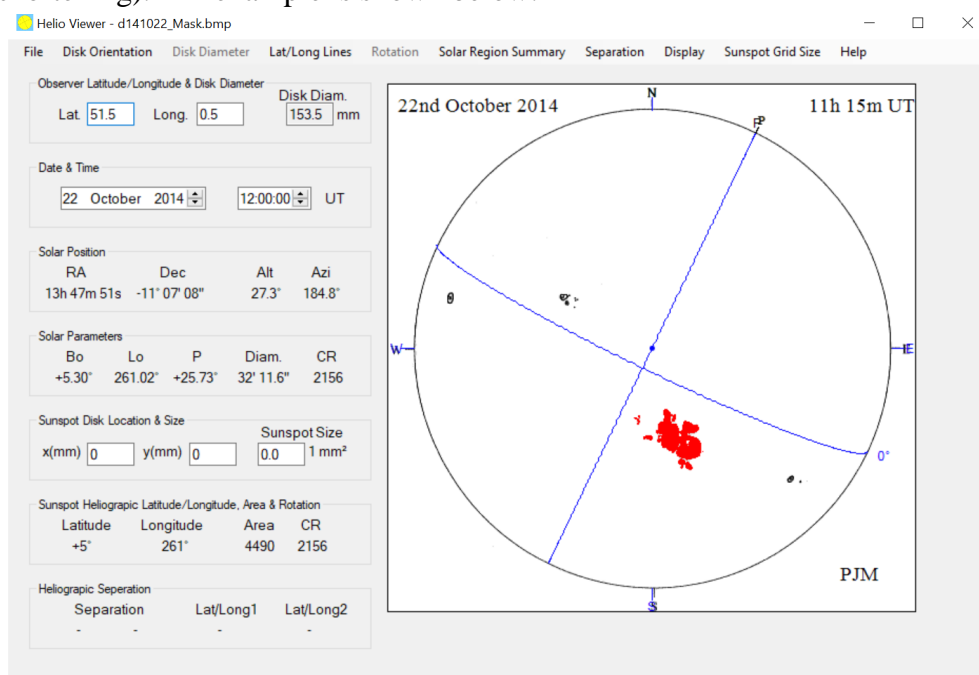 Helio Viewer - d141022_Mask.bmp
File Disk Orientation Disk Diameter Lat/Long Lines Rotation Solar Region Summary Separation Display Sunspot Grid Size Help
Observer Latitude/Longitude & Disk Diameter
Disk Diam.
Lat. 51.5 Long. 0.5 153.5 mm
Date & Time
22 October 2014 12:00:00 UT
Solar Position
RA Dec Alt Azi
13h 47m 51s -11° 07' 08" 27.3° 184.8°
Solar Parameters
Bo Lo P Diam. CR
+5.30° 261.02° +25.73° 32' 11.6" 2156
Sunspot Disk Location & Size
Sunspot Size
x(mm) 0 y(mm) 0 0.0 1 mm²
Sunspot Heliograpic Latitude/Longitude, Area & Rotation
Latitude Longitude Area CR
+5° 261° 4490 2156
Heliograpic Seperation
Separation Lat/Long1 Lat/Long2
- - - -
22nd October 2014 11h 15m UT
N
P
W E
0°
PJM
S